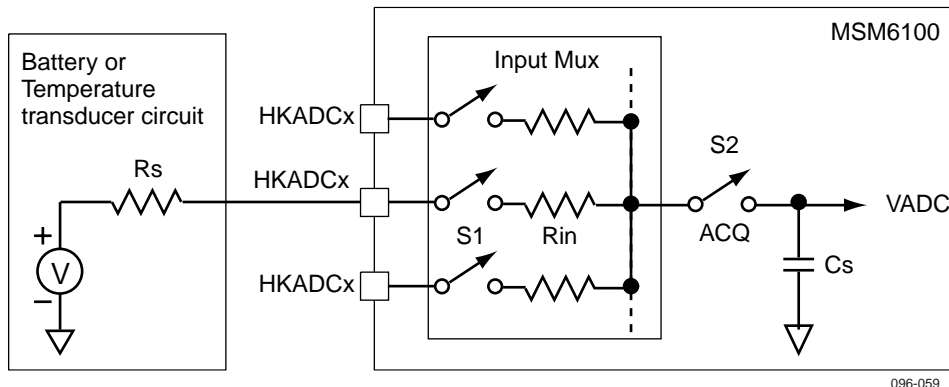 MSM6100
Battery or
Temperature
transducer circuit
Input Mux
HKADCx
S2
Rs
HKADCx
VADC
+
V
−
S1
Rin
ACQ
Cs
HKADCx
096-059